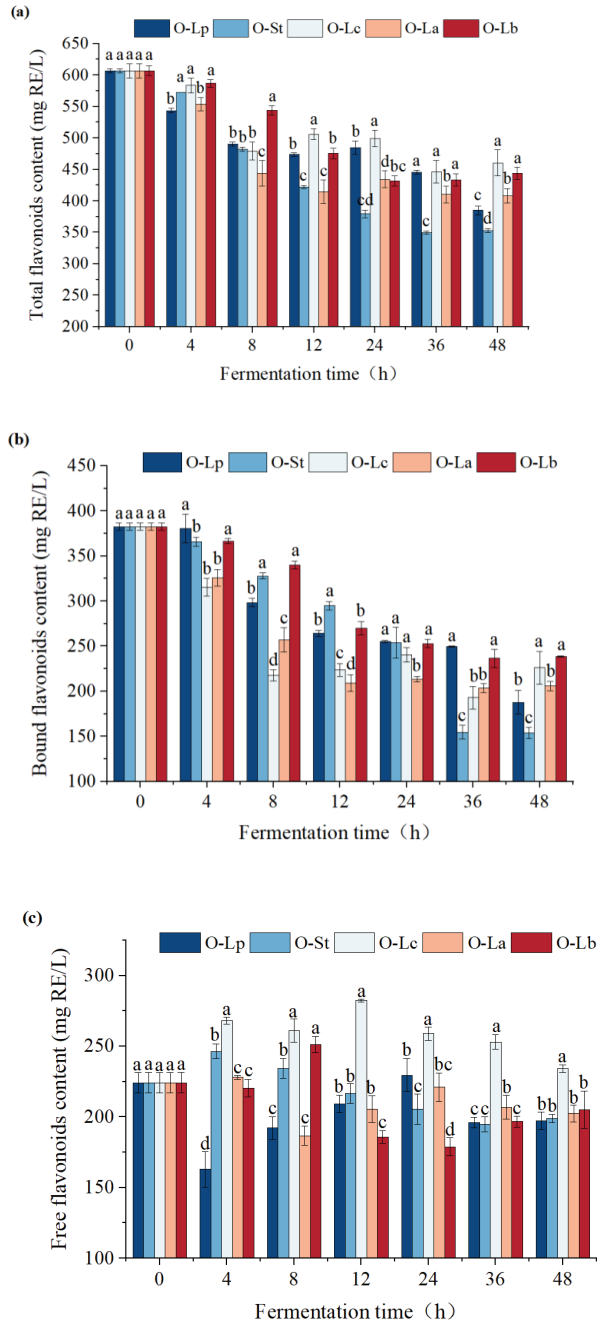 (a)
O-Lp O-St O-Lc O-La O-Lb
Total flavonoids content (mg RE/L)
650
600
550
500
450
400
350
300
250
200
a a a a a
b a a b a
b b b c a
b c a c b
b cd a d bc
a c a b a
c d a b a
0 4 8 12 24 36 48
Fermentation time（h）
(b)
O-Lp O-St O-Lc O-La O-Lb
Bound flavonoids content (mg RE/L)
450
400
350
300
250
200
150
100
a a a a a
a b b b a
b a d c a
b a c d b
a a a b a
a c b b a
b c a b a
0 4 8 12 24 36 48
Fermentation time（h）
(c)
O-Lp O-St O-Lc O-La O-Lb
Free flavonoids content (mg RE/L)
300
250
200
150
100
a a a a a
d b a c c
c b a c a
b b a b c
b c a bc d
c c a b c
b b a b b
0 4 8 12 24 36 48
Fermentation time（h）